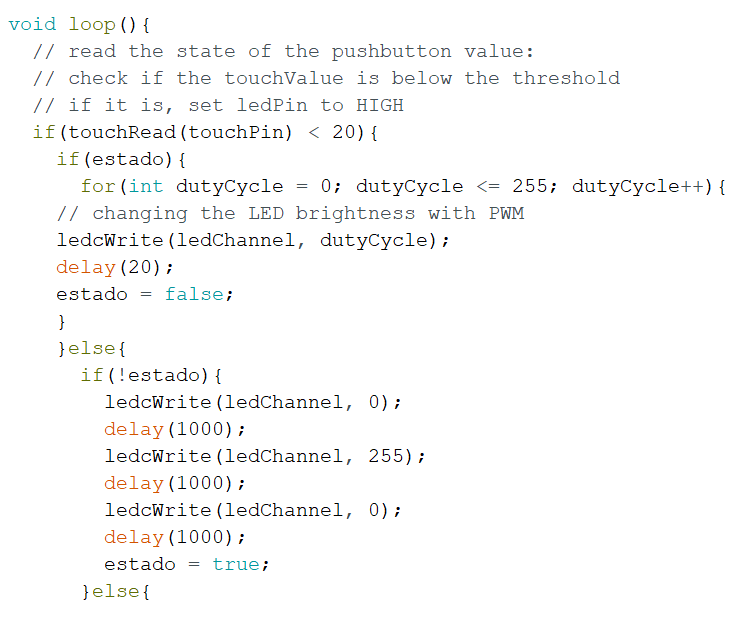 void loop(){
  // read the state of the pushbutton value:
  // check if the touchValue is below the threshold
  // if it is, set ledPin to HIGH
  if(touchRead(touchPin) < 20){
    if(estado){
      for(int dutyCycle = 0; dutyCycle <= 255; dutyCycle++){
    // changing the LED brightness with PWM
    ledcWrite(ledChannel, dutyCycle);
    delay(20);
    estado = false;
    }
    }else{
      if(!estado){
        ledcWrite(ledChannel, 0);
        delay(1000);
        ledcWrite(ledChannel, 255);
        delay(1000);
        ledcWrite(ledChannel, 0);
        delay(1000);
        estado = true;
      }else{